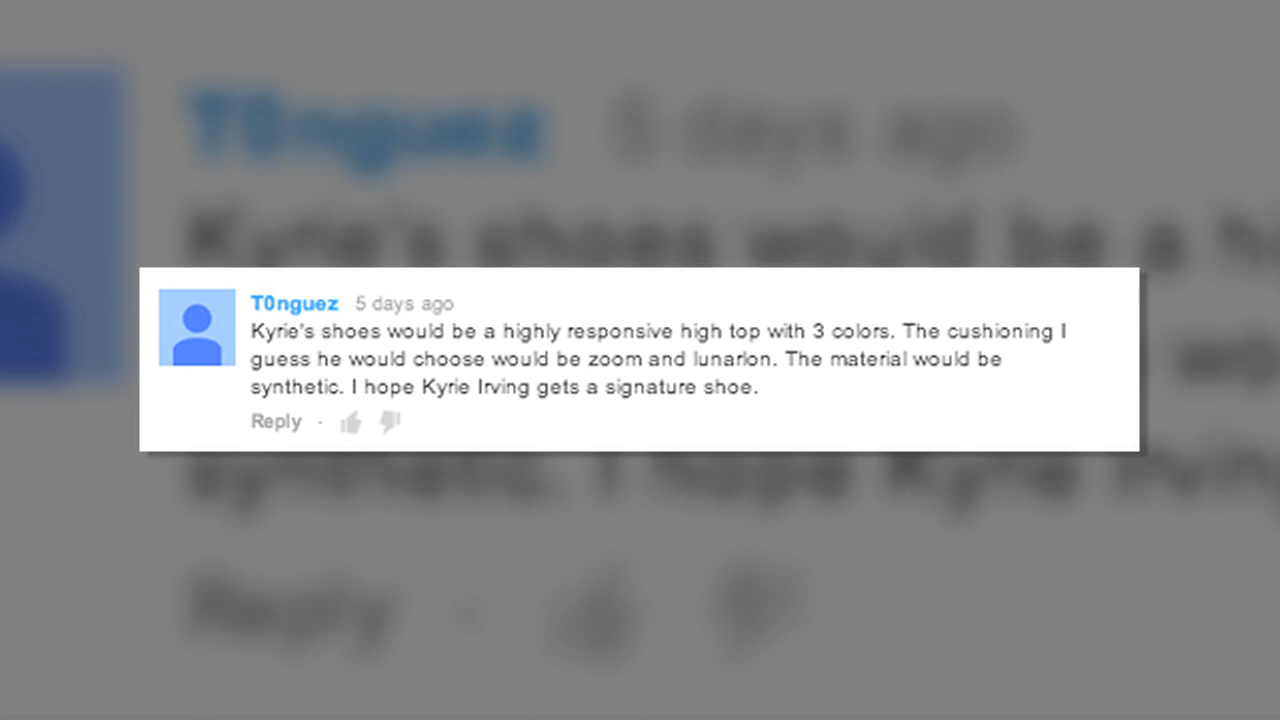 T0nguez 5 days ago
Kyrie's shoes would be a highly responsive high top with 3 colors. The cushioning I
guess he would choose would be zoom and lunarlon. The material would be
synthetic. I hope Kyrie Irving gets a signature shoe.
Reply ·